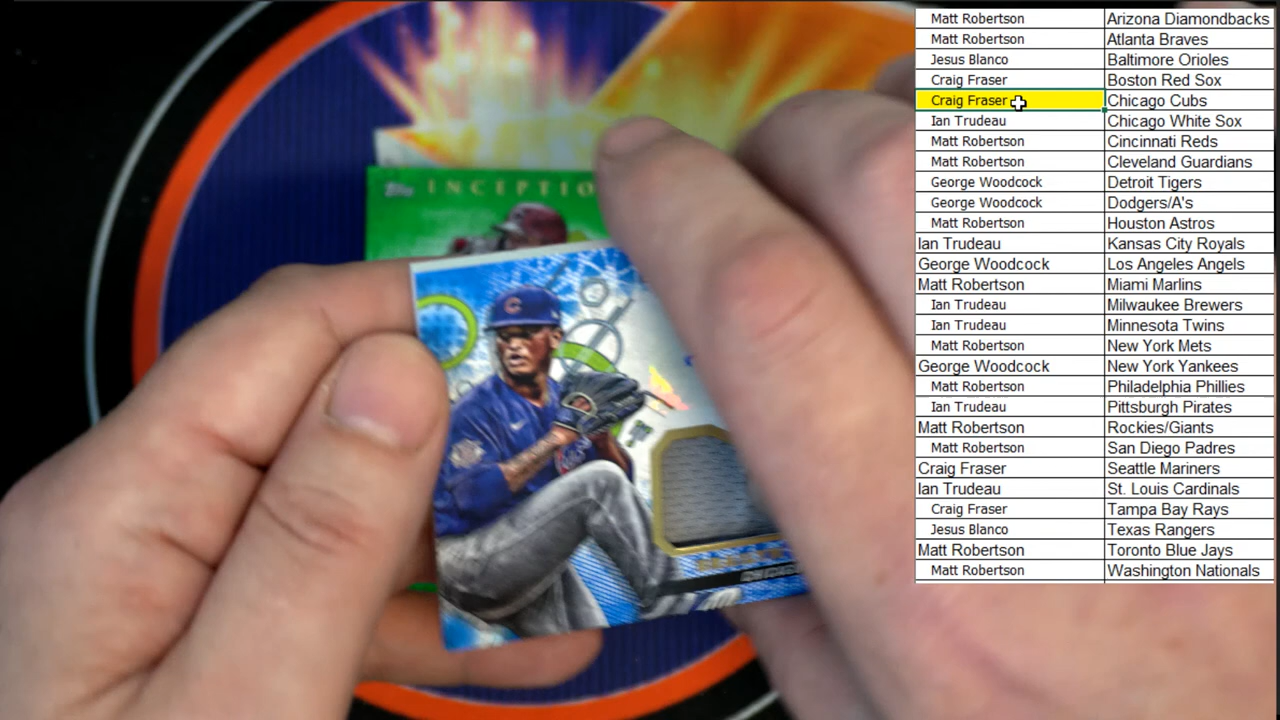 Matt Robertson Arizona Diamondbacks
Matt Robertson Atlanta Braves
Jesus Blanco Baltimore Orioles
Craig Fraser Boston Red Sox
Craig Fraser Chicago Cubs
Ian Trudeau Chicago White Sox
Matt Robertson Cincinnati Reds
Matt Robertson Cleveland Guardians
George Woodcock Detroit Tigers
George Woodcock Dodgers/A's
Matt Robertson Houston Astros
Ian Trudeau Kansas City Royals
George Woodcock Los Angeles Angels
Matt Robertson Miami Marlins
Ian Trudeau Milwaukee Brewers
Ian Trudeau Minnesota Twins
Matt Robertson New York Mets
George Woodcock New York Yankees
Matt Robertson Philadelphia Phillies
Ian Trudeau Pittsburgh Pirates
Matt Robertson Rockies/Giants
Matt Robertson San Diego Padres
Craig Fraser Seattle Mariners
Ian Trudeau St. Louis Cardinals
Craig Fraser Tampa Bay Rays
Jesus Blanco Texas Rangers
Matt Robertson Toronto Blue Jays
Matt Robertson Washington Nationals
Topps INCEPTIO
C